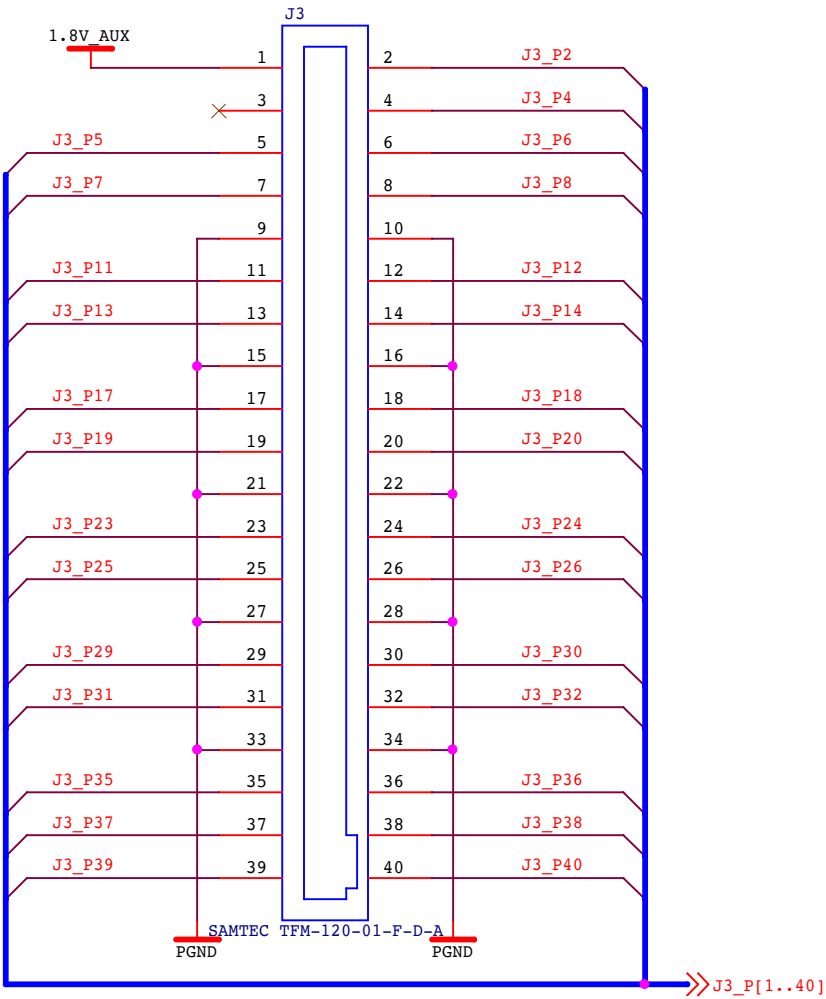 J3
1.8V_AUX
1 2 J3_P2
3 4 J3_P4
J3_P5 5 6 J3_P6
J3_P7 7 8 J3_P8
9 10
J3_P11 11 12 J3_P12
J3_P13 13 14 J3_P14
15 16
J3_P17 17 18 J3_P18
J3_P19 19 20 J3_P20
21 22
J3_P23 23 24 J3_P24
J3_P25 25 26 J3_P26
27 28
J3_P29 29 30 J3_P30
J3_P31 31 32 J3_P32
33 34
J3_P35 35 36 J3_P36
J3_P37 37 38 J3_P38
J3_P39 39 40 J3_P40
SAMTEC TFM-120-01-F-D-A
PGND PGND
J3_P[1..40]